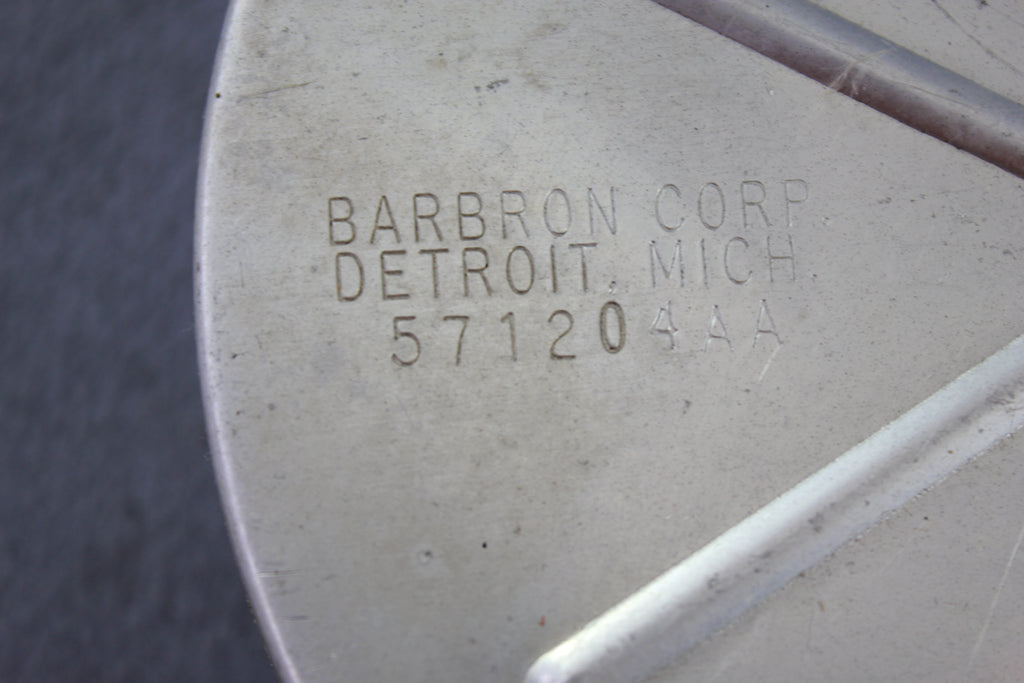 BARBRON CORP.
DETROIT, MICH.
571204AA